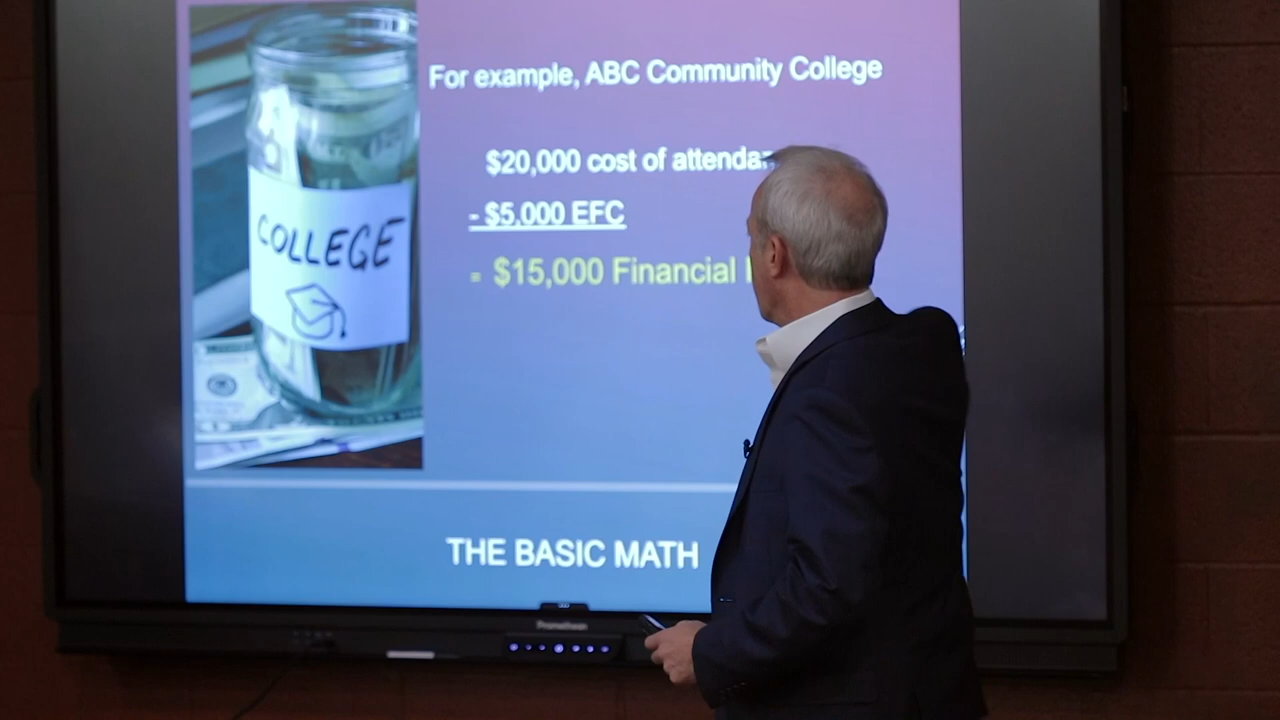 For example, ABC Community College
$20,000 cost of
- $5,000 EFC
= $15,000 Financial
COLLEGE
THE BASIC MATH
Promethean